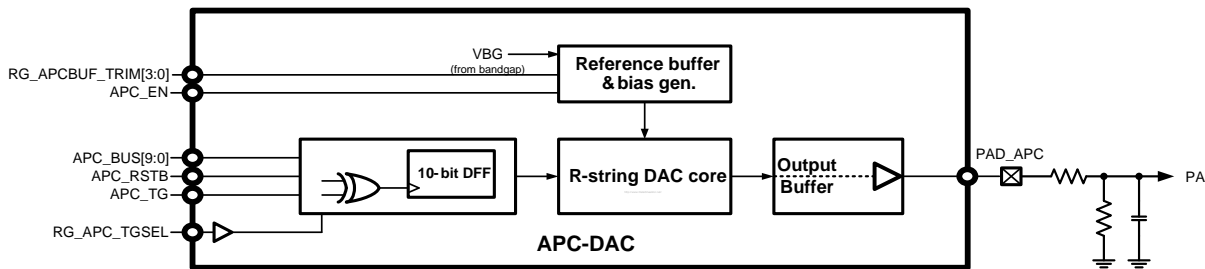 VBG
(from bandgap)
Reference buffer
& bias gen.
RG_APCBUF_TRIM[3:0]
APC_EN
APC_BUS[9:0]
APC_RSTB
APC_TG
RG_APC_TGSEL
10-bit DFF
R-string DAC core
Output
Buffer
PAD_APC
PA
APC-DAC